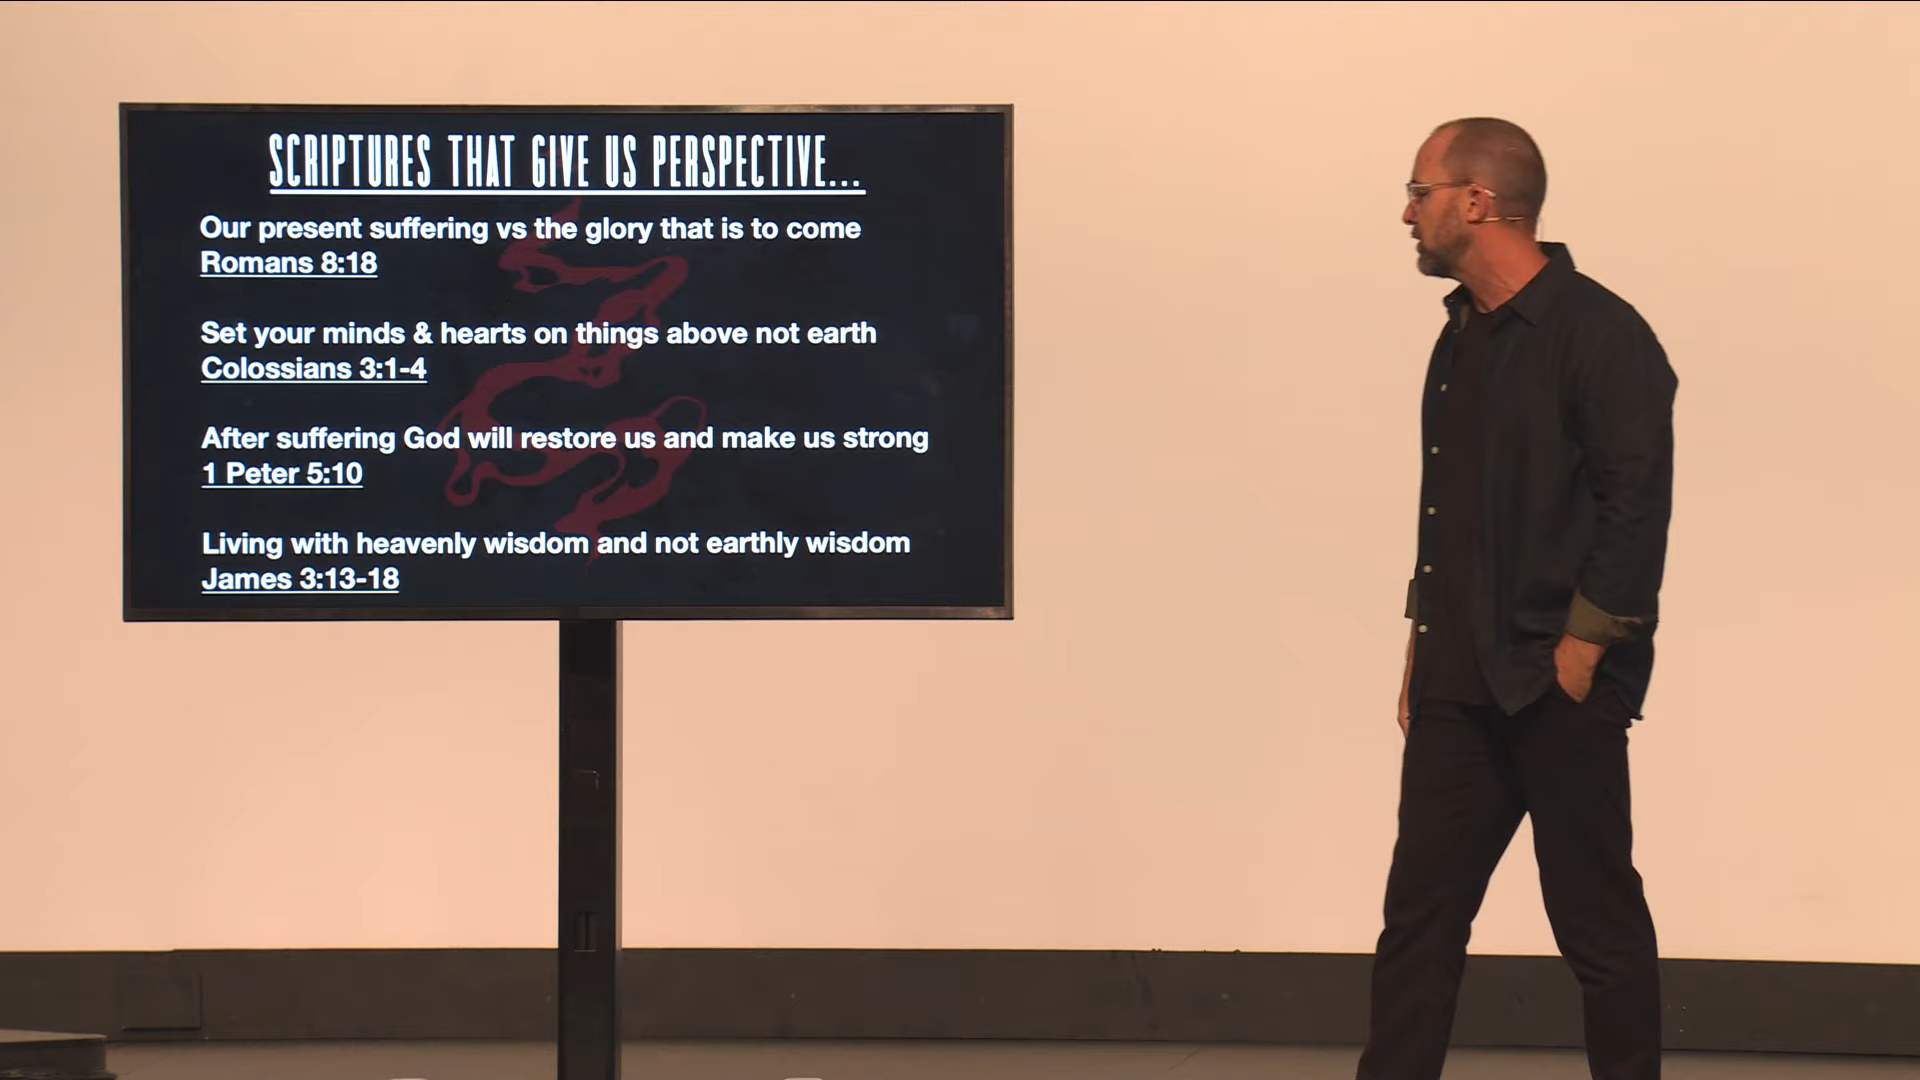 SCRIPTURES THAT GIVE US PERSPECTIVE...
Our present suffering vs the glory that is to come
Romans 8:18
Set your minds & hearts on things above not earth
Colossians 3:1-4
After suffering God will restore us and make us strong
1 Peter 5:10
Living with heavenly wisdom and not earthly wisdom
James 3:13-18